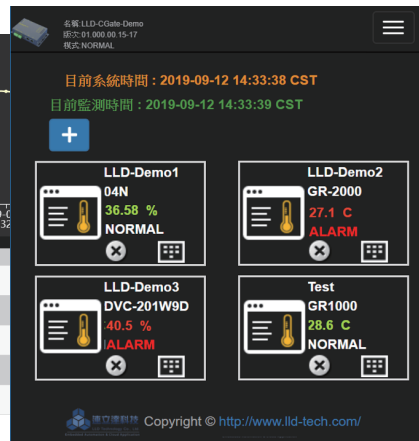 名稱:LLD-CGate-Demo
版次:01.000.00.15-17
模式:NORMAL
目前系統時間 : 2019-09-12 14:33:38 CST
目前監測時間 : 2019-09-12 14:33:39 CST
+
LLD-Demo1
04N
36.58 %
NORMAL
LLD-Demo2
GR-2000
27.1 C
ALARM
LLD-Demo3
DVC-201W9D
40.5 %
ALARM
Test
GR1000
28.6 C
NORMAL
Copyright © http://www.lld-tech.com/